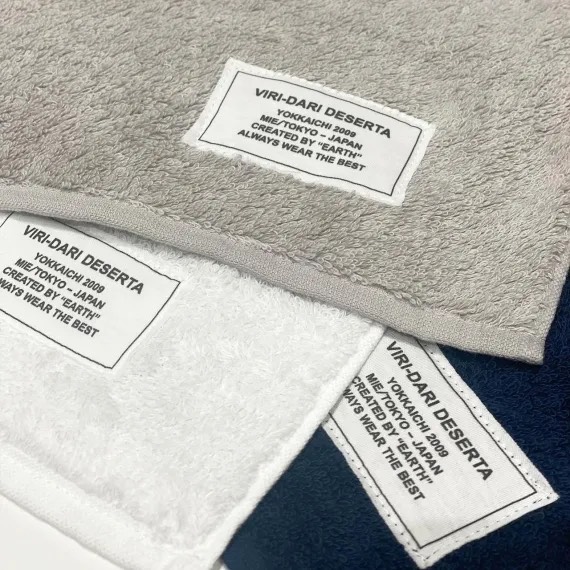 VIRI-DARI DESERTA
YOKKAICHI 2009
MIE/TOKYO – JAPAN
CREATED BY "EARTH"
ALWAYS WEAR THE BEST
VIRI-DARI DESERTA
YOKKAICHI 2009
MIE/TOKYO – JAPAN
CREATED BY "EARTH"
WAYS WEAR THE BEST
VIRI-DARI DESERTA
YOKKAICHI 2009
MIE/TOKYO – JAPAN
CREATED BY "EARTH"
WAYS WEAR THE BEST